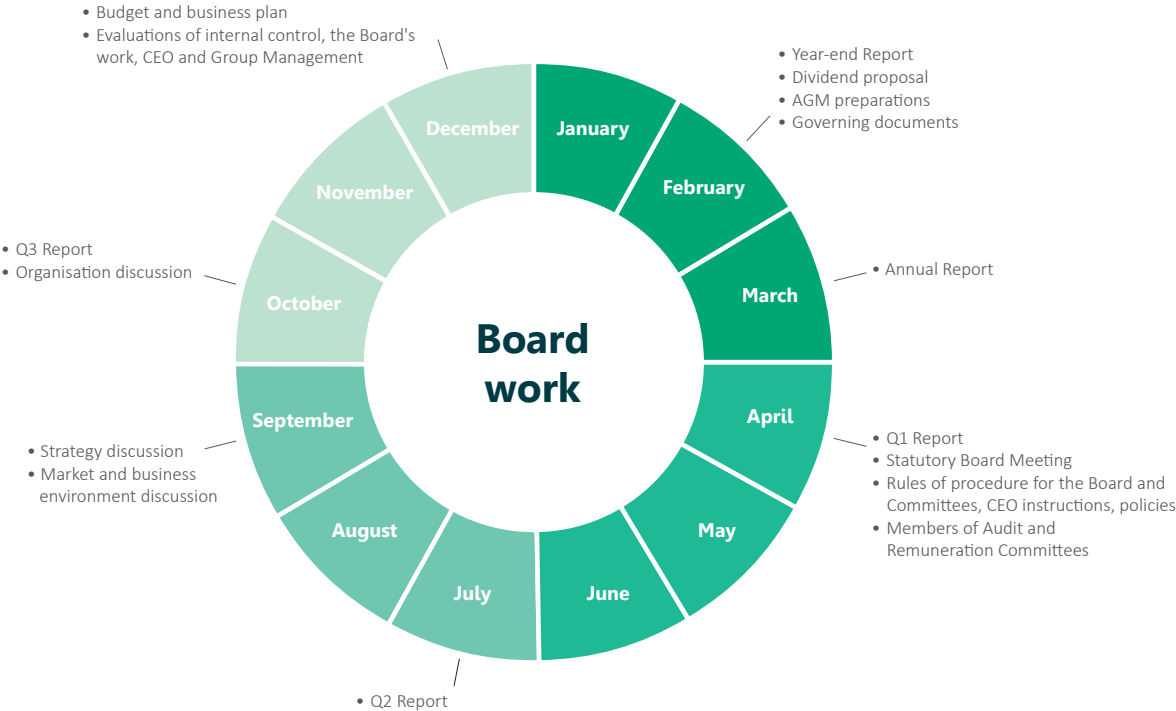 • Budget and business plan
• Evaluations of internal control, the Board's
work, CEO and Group Management
• Year-end Report
• Dividend proposal
• AGM preparations
• Governing documents
December
January
November
February
• Q3 Report
• Organisation discussion
• Annual Report
October
March
Board
work
September
April
• Strategy discussion
• Market and business
environment discussion
• Q1 Report
• Statutory Board Meeting
• Rules of procedure for the Board and
Committees, CEO instructions, policies
• Members of Audit and
Remuneration Committees
August
May
July
June
• Q2 Report